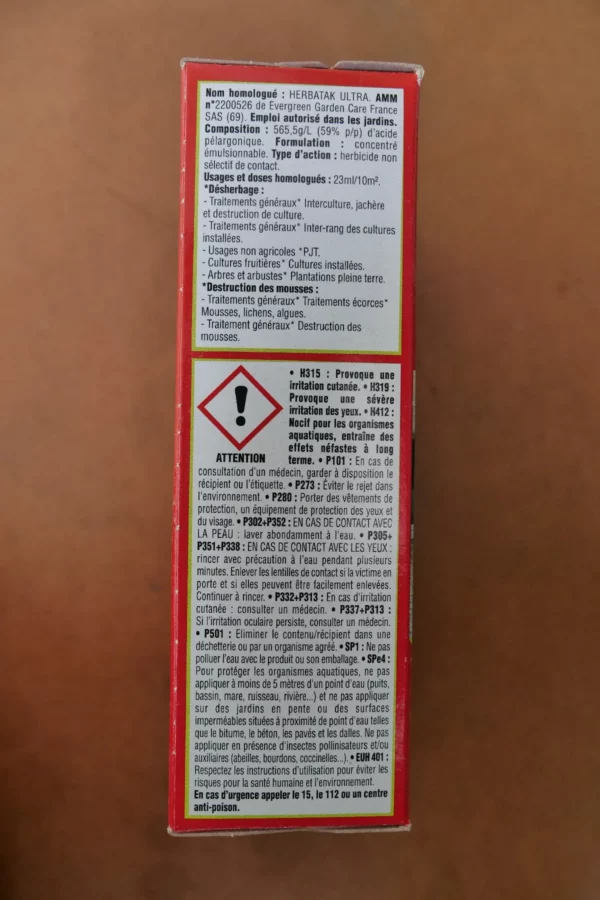 Nom homologué : HERBATAK ULTRA. AMM
n°2200526 de Evergreen Garden Care France
SAS (69). Emploi autorisé dans les jardins.
Composition : 565,5g/L (59% p/p) d'acide
pélargonique. Formulation : concentré
émulsionnable. Type d'action : herbicide non
sélectif de contact.
Usages et doses homologués : 23ml/10m².
*Désherbage :
- Traitements généraux* Interculture, jachère
et destruction de culture.
- Traitements généraux* Inter-rang des cultures
installées.
- Usages non agricoles *PJT.
- Cultures fruitières* Cultures installées.
- Arbres et arbustes* Plantations pleine terre.
*Destruction des mousses :
- Traitements généraux* Traitements écorces*
Mousses, lichens, algues.
- Traitement généraux* Destruction des
mousses.
• H315 : Provoque une
irritation cutanée. • H319 :
Provoque une sévère
irritation des yeux. • H412 :
Nocif pour les organismes
aquatiques, entraîne des
effets néfastes à long
ATTENTION terme. • P101 : En cas de
consultation d'un médecin, garder à disposition le
récipient ou l'étiquette. • P273 : Éviter le rejet dans
l'environnement. • P280 : Porter des vêtements de
protection, un équipement de protection des yeux et
du visage. • P302+P352 : EN CAS DE CONTACT AVEC
LA PEAU : laver abondamment à l'eau. • P305+
P351+P338 : EN CAS DE CONTACT AVEC LES YEUX :
rincer avec précaution à l'eau pendant plusieurs
minutes. Enlever les lentilles de contact si la victime en
porte et si elles peuvent être facilement enlevées.
Continuer à rincer. • P332+P313 : En cas d'irritation
cutanée : consulter un médecin. • P337+P313 :
Si l'irritation oculaire persiste, consulter un médecin.
• P501 : Eliminer le contenu/récipient dans une
déchetterie ou par un organisme agréé. • SP1 : Ne pas
polluer l'eau avec le produit ou son emballage. • SPe4 :
Pour protéger les organismes aquatiques, ne pas
appliquer à moins de 5 mètres d'un point d'eau (puits,
bassin, mare, ruisseau, rivière...) et ne pas appliquer
sur des jardins en pente ou des surfaces
imperméables situées à proximité de point d'eau telles
que le bitume, le béton, les pavés et les dalles. Ne pas
appliquer en présence d'insectes pollinisateurs et/ou
auxiliaires (abeilles, bourdons, coccinelles...). • EUH 401 :
Respectez les instructions d'utilisation pour éviter les
risques pour la santé humaine et l'environnement.
En cas d'urgence appeler le 15, le 112 ou un centre
anti-poison.